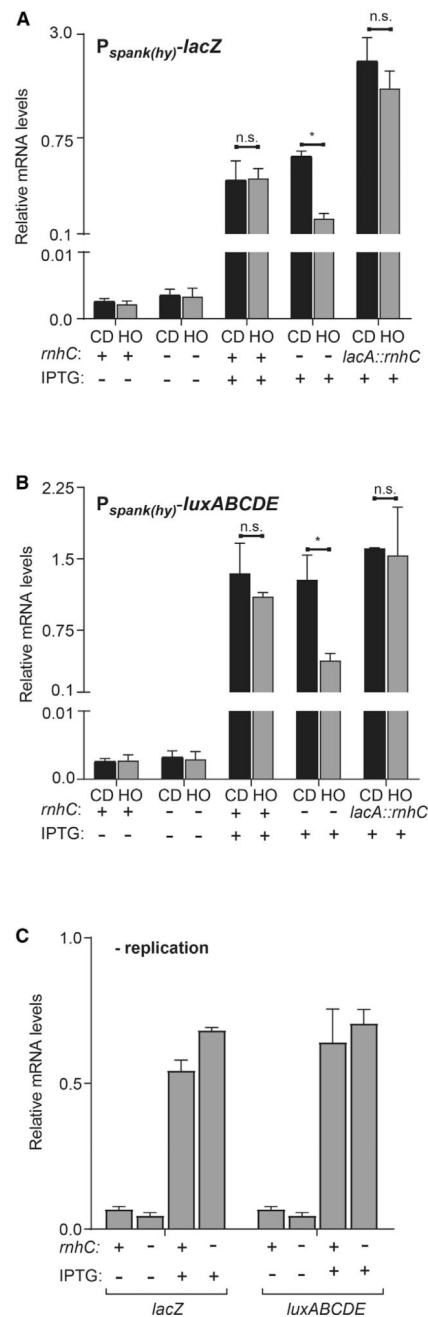 A
P_spank(hy)-lacZ
Relative mRNA levels
3.0
0.75
0.1
0.01
0.0
n.s.
*
n.s.
CD HO CD HO CD HO CD HO CD HO
rnhC: + + - - + + - - lacA::rnhC
IPTG: - - - - + + + + + +
B
P_spank(hy)-luxABCDE
Relative mRNA levels
2.25
1.5
0.75
0.1
0.01
0.0
n.s.
*
n.s.
CD HO CD HO CD HO CD HO CD HO
rnhC: + + - - + + - - lacA::rnhC
IPTG: - - - - + + + + + +
C
- replication
Relative mRNA levels
1.0
0.5
0.0
rnhC: + - + - + - + -
IPTG: - - + + - - + +
lacZ luxABCDE